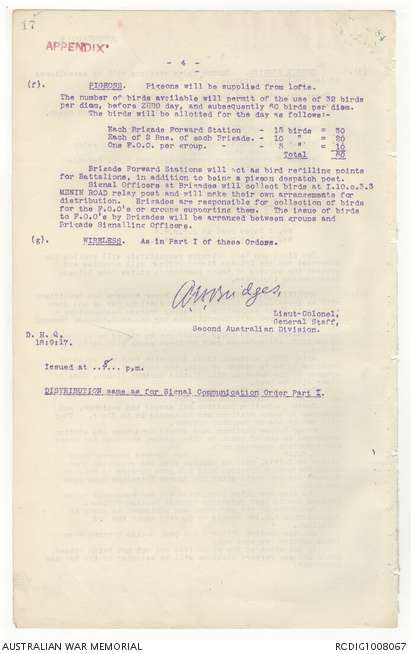 17
APPENDIX
- 4 -
(f). PIGEONS. Pigeons will be supplied from lofts.
The number of birds available will permit of the use of 32 birds
per diem, before ZERO day, and subsequently 60 birds per diem.
The birds will be allotted for the day as follows:-
Each Brigade Forward Station - 15 birds = 30
Each of 2 Bns. of each Brigade. - 10 " = 20
One F.O.O. per group. - - 5 " = 10
Total 60
Brigade Forward Stations will act as bird refilling points
for Battalions, in addition to being a pigeon despatch post.
Signal Officers at Brigades will collect birds at I.10.c.3.3
MENIN ROAD relay post and will make their own arrangements for
distribution. Brigades are responsible for collection of birds
for the F.O.O's or groups supporting them. The issue of birds
to F.O.O's by Brigades will be arranged between groups and
Brigade Signalling Officers.
(g). WIRELESS. As in Part I of these Orders.
Bridges,
Lieut-Colonel,
General Staff,
Second Australian Division.
D. H. Q.
18:9:17.
Issued at ..8... p.m.
DISTRIBUTION same as for Signal Communication Order Part I.
AUSTRALIAN WAR MEMORIAL
RCDIG1008067